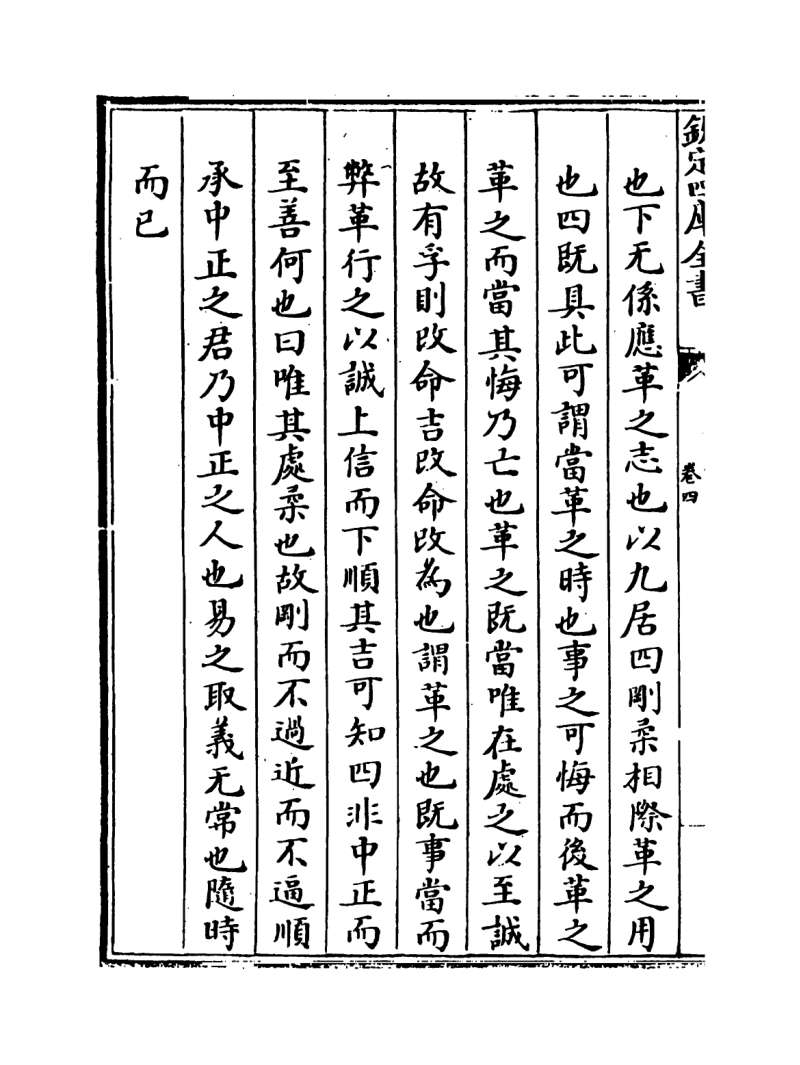 欽定四庫全書
卷四
也下无係應革之志也以九居四剛柔相際革之用
也四既具此可謂當革之時也事之可悔而後革之
革之而當其悔乃亡也革之既當唯在處之以至誠
故有孚則改命吉改命改為也謂革之也既事當而
弊革行之以誠上信而下順其吉可知四非中正而
至善何也曰唯其處柔也故剛而不過近而不逼順
承中正之君乃中正之人也易之取義无常也隨時
而已